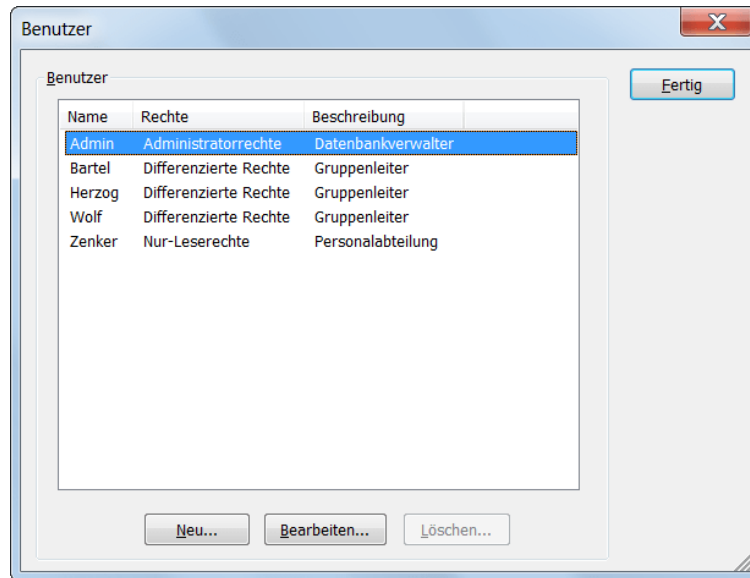 Benutzer
Benutzer
Fertig
Name Rechte Beschreibung
Admin Administratorrechte Datenbankverwalter
Bartel Differenzierte Rechte Gruppenleiter
Herzog Differenzierte Rechte Gruppenleiter
Wolf Differenzierte Rechte Gruppenleiter
Zenker Nur-Leserechte Personalabteilung
Neu... Bearbeiten... Löschen...